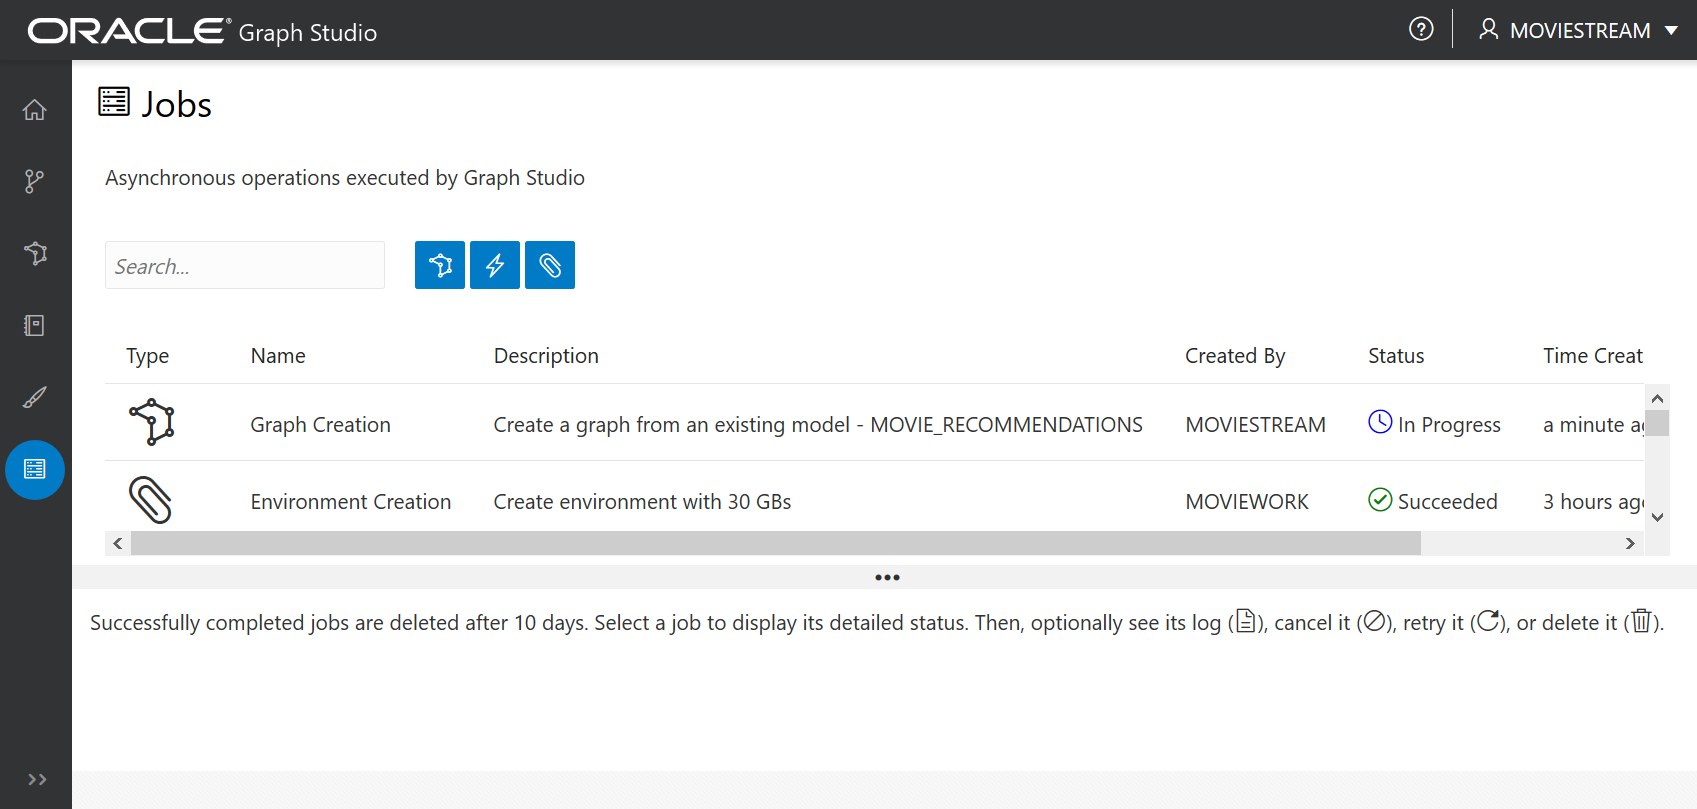 ORACLE® Graph Studio
MOVIESTREAM
Jobs
Asynchronous operations executed by Graph Studio
Search...
Type Name Description Created By Status Time Creat
Graph Creation Create a graph from an existing model - MOVIE_RECOMMENDATIONS MOVIESTREAM In Progress a minute ag
Environment Creation Create environment with 30 GBs MOVIEWORK Succeeded 3 hours ago
Successfully completed jobs are deleted after 10 days. Select a job to display its detailed status. Then, optionally see its log (), cancel it (), retry it (), or delete it ().